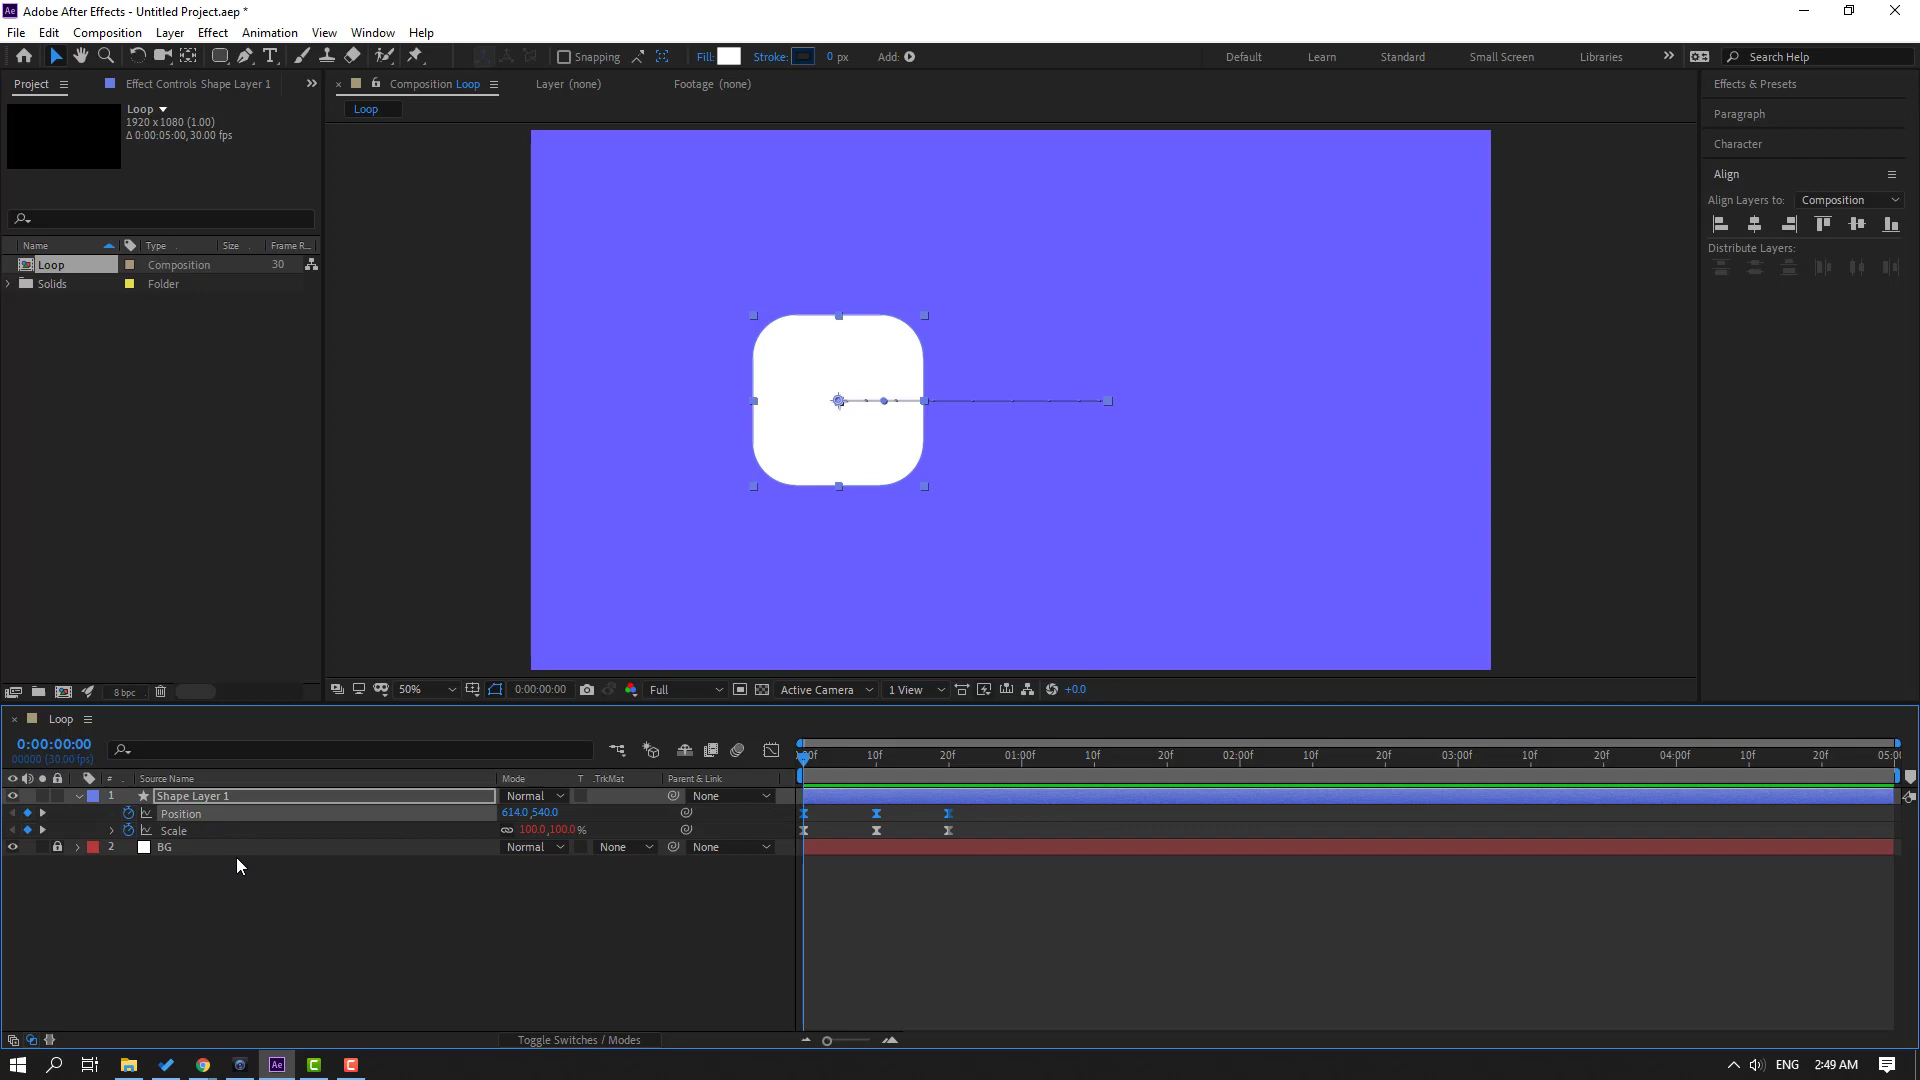 Ae Adobe After Effects - Untitled Project.aep *
File Edit Composition Layer Effect Animation View Window Help
Snapping Fill: Stroke: 0 px Add: Default Learn Standard Small Screen Libraries » Search Help
Project Effect Controls Shape Layer 1 » × Composition Loop Layer (none) Footage (none) Effects & Presets
Loop
1920 x 1080 (1.00)
Δ 0:00:05:00, 30.00 fps
Loop
Paragraph
Character
Align
Align Layers to: Composition
Distribute Layers:
Name Type Size Frame R...
Loop Composition 30
Solids Folder
8 bpc 50% 0:00:00:00 Full Active Camera 1 View +0.0
× Loop
0:00:00:00
00000 (30.00 fps)
:00f 10f 20f 01:00f 10f 20f 02:00f 10f 20f 03:00f 10f 20f 04:00f 10f 20f 05:00
# Source Name Mode T .TrkMat Parent & Link
1 Shape Layer 1 Normal None
Position 614.0,540.0
Scale 100.0,100.0%
2 BG Normal None None
Toggle Switches / Modes
Ae C C ENG 2:49 AM